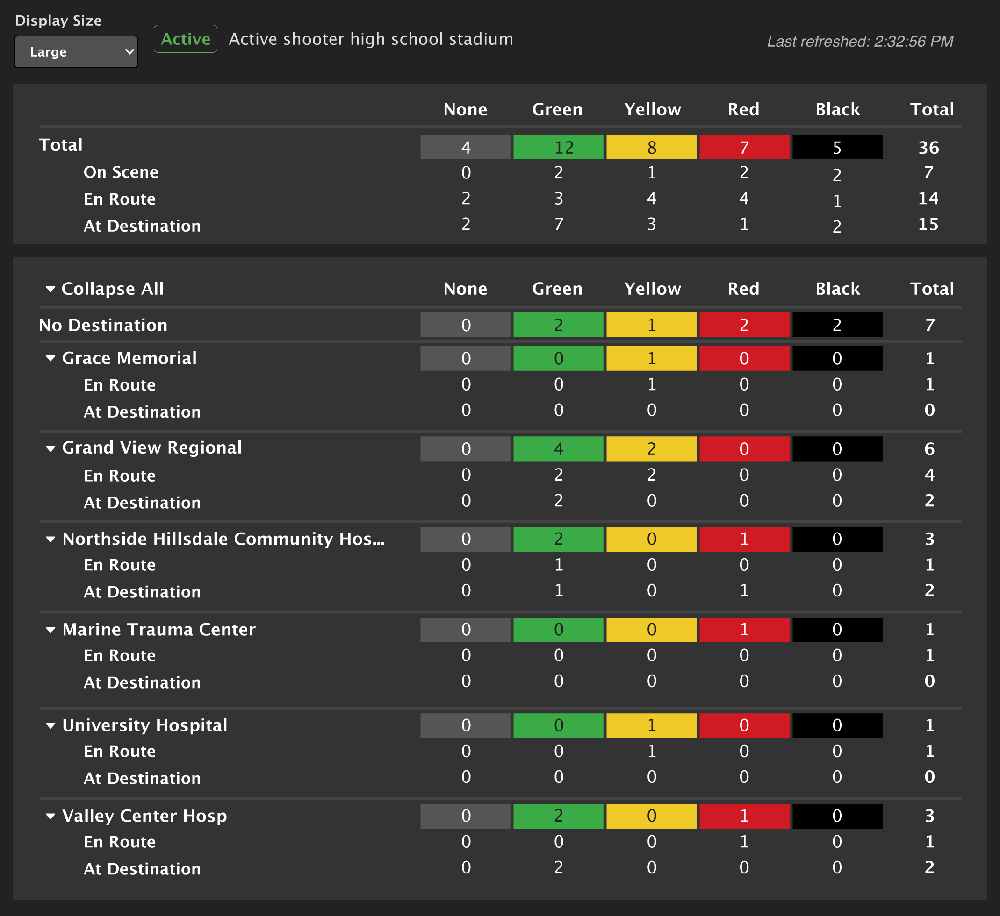 Display Size
Large
Active Active shooter high school stadium
Last refreshed: 2:32:56 PM
None Green Yellow Red Black Total
Total 4 12 8 7 5 36
On Scene 0 2 1 2 2 7
En Route 2 3 4 4 1 14
At Destination 2 7 3 1 2 15
Collapse All None Green Yellow Red Black Total
No Destination 0 2 1 2 2 7
Grace Memorial 0 0 1 0 0 1
En Route 0 0 1 0 0 1
At Destination 0 0 0 0 0 0
Grand View Regional 0 4 2 0 0 6
En Route 0 2 2 0 0 4
At Destination 0 2 0 0 0 2
Northside Hillsdale Community Hos... 0 2 0 1 0 3
En Route 0 1 0 0 0 1
At Destination 0 1 0 1 0 2
Marine Trauma Center 0 0 0 1 0 1
En Route 0 0 0 0 0 1
At Destination 0 0 0 0 0 0
University Hospital 0 0 1 0 0 1
En Route 0 0 1 0 0 1
At Destination 0 0 0 0 0 0
Valley Center Hosp 0 2 0 1 0 3
En Route 0 0 0 1 0 1
At Destination 0 2 0 0 0 2